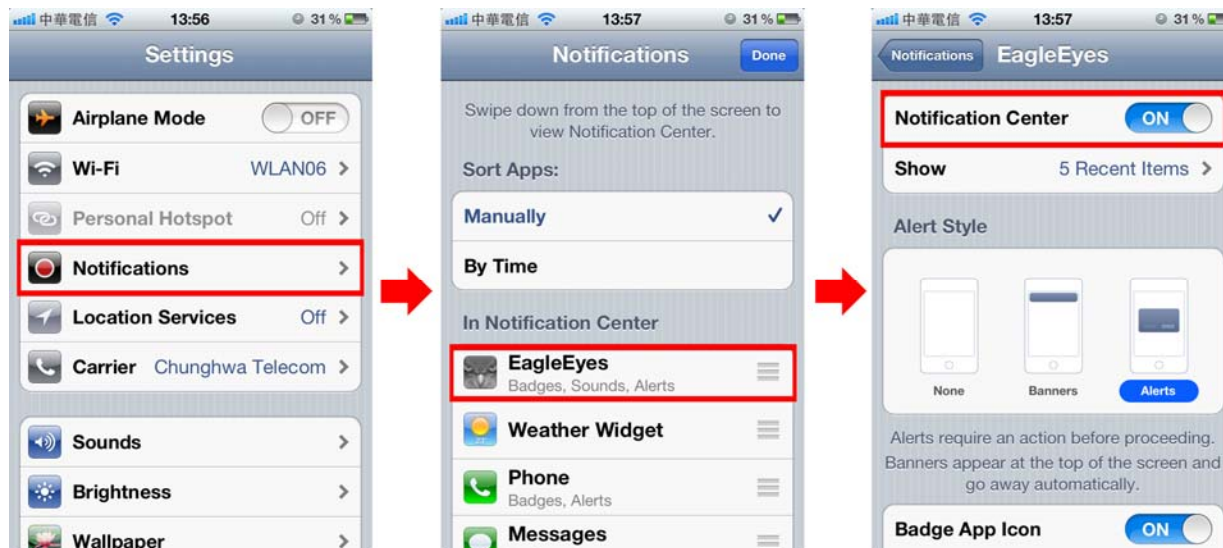 中華電信 13:56 31 %
Settings
Airplane Mode OFF
Wi-Fi WLAN06
Personal Hotspot Off
Notifications
Location Services Off
Carrier Chunghwa Telecom
Sounds
Brightness
Wallpaper
中華電信 13:57 31 %
Notifications Done
Swipe down from the top of the screen to
view Notification Center.
Sort Apps:
Manually
By Time
In Notification Center
EagleEyes
Badges, Sounds, Alerts
Weather Widget
Phone
Badges, Alerts
Messages
中華電信 13:57 31 %
Notifications EagleEyes
Notification Center ON
Show 5 Recent Items
Alert Style
None Banners Alerts
Alerts require an action before proceeding.
Banners appear at the top of the screen and
go away automatically.
Badge App Icon ON